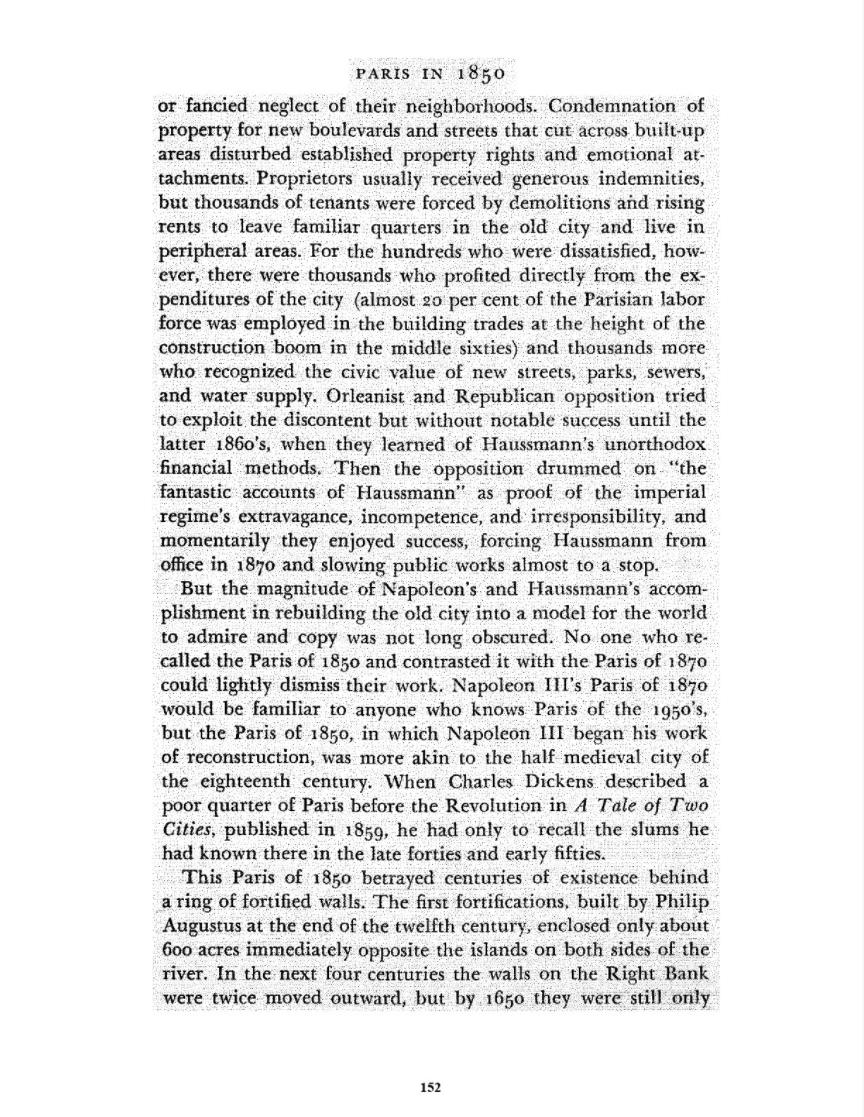 PARIS IN 1850
or fancied neglect of their neighborhoods. Condemnation of
property for new boulevards and streets that cut across built-up
areas disturbed established property rights and emotional at-
tachments. Proprietors usually received generous indemnities,
but thousands of tenants were forced by demolitions and rising
rents to leave familiar quarters in the old city and live in
peripheral areas. For the hundreds who were dissatisfied, how-
ever, there were thousands who profited directly from the ex-
penditures of the city (almost 20 per cent of the Parisian labor
force was employed in the building trades at the height of the
construction boom in the middle sixties) and thousands more
who recognized the civic value of new streets, parks, sewers,
and water supply. Orleanist and Republican opposition tried
to exploit the discontent but without notable success until the
latter 1860's, when they learned of Haussmann's unorthodox
financial methods. Then the opposition drummed on "the
fantastic accounts of Haussmann" as proof of the imperial
regime's extravagance, incompetence, and irresponsibility, and
momentarily they enjoyed success, forcing Haussmann from
office in 1870 and slowing public works almost to a stop.
But the magnitude of Napoleon's and Haussmann's accom-
plishment in rebuilding the old city into a model for the world
to admire and copy was not long obscured. No one who re-
called the Paris of 1850 and contrasted it with the Paris of 1870
could lightly dismiss their work. Napoleon III's Paris of 1870
would be familiar to anyone who knows Paris of the 1950's,
but the Paris of 1850, in which Napoleon III began his work
of reconstruction, was more akin to the half medieval city of
the eighteenth century. When Charles Dickens described a
poor quarter of Paris before the Revolution in A Tale of Two
Cities, published in 1859, he had only to recall the slums he
had known there in the late forties and early fifties.
This Paris of 1850 betrayed centuries of existence behind
a ring of fortified walls. The first fortifications, built by Philip
Augustus at the end of the twelfth century, enclosed only about
600 acres immediately opposite the islands on both sides of the
river. In the next four centuries the walls on the Right Bank
were twice moved outward, but by 1650 they were still only
152